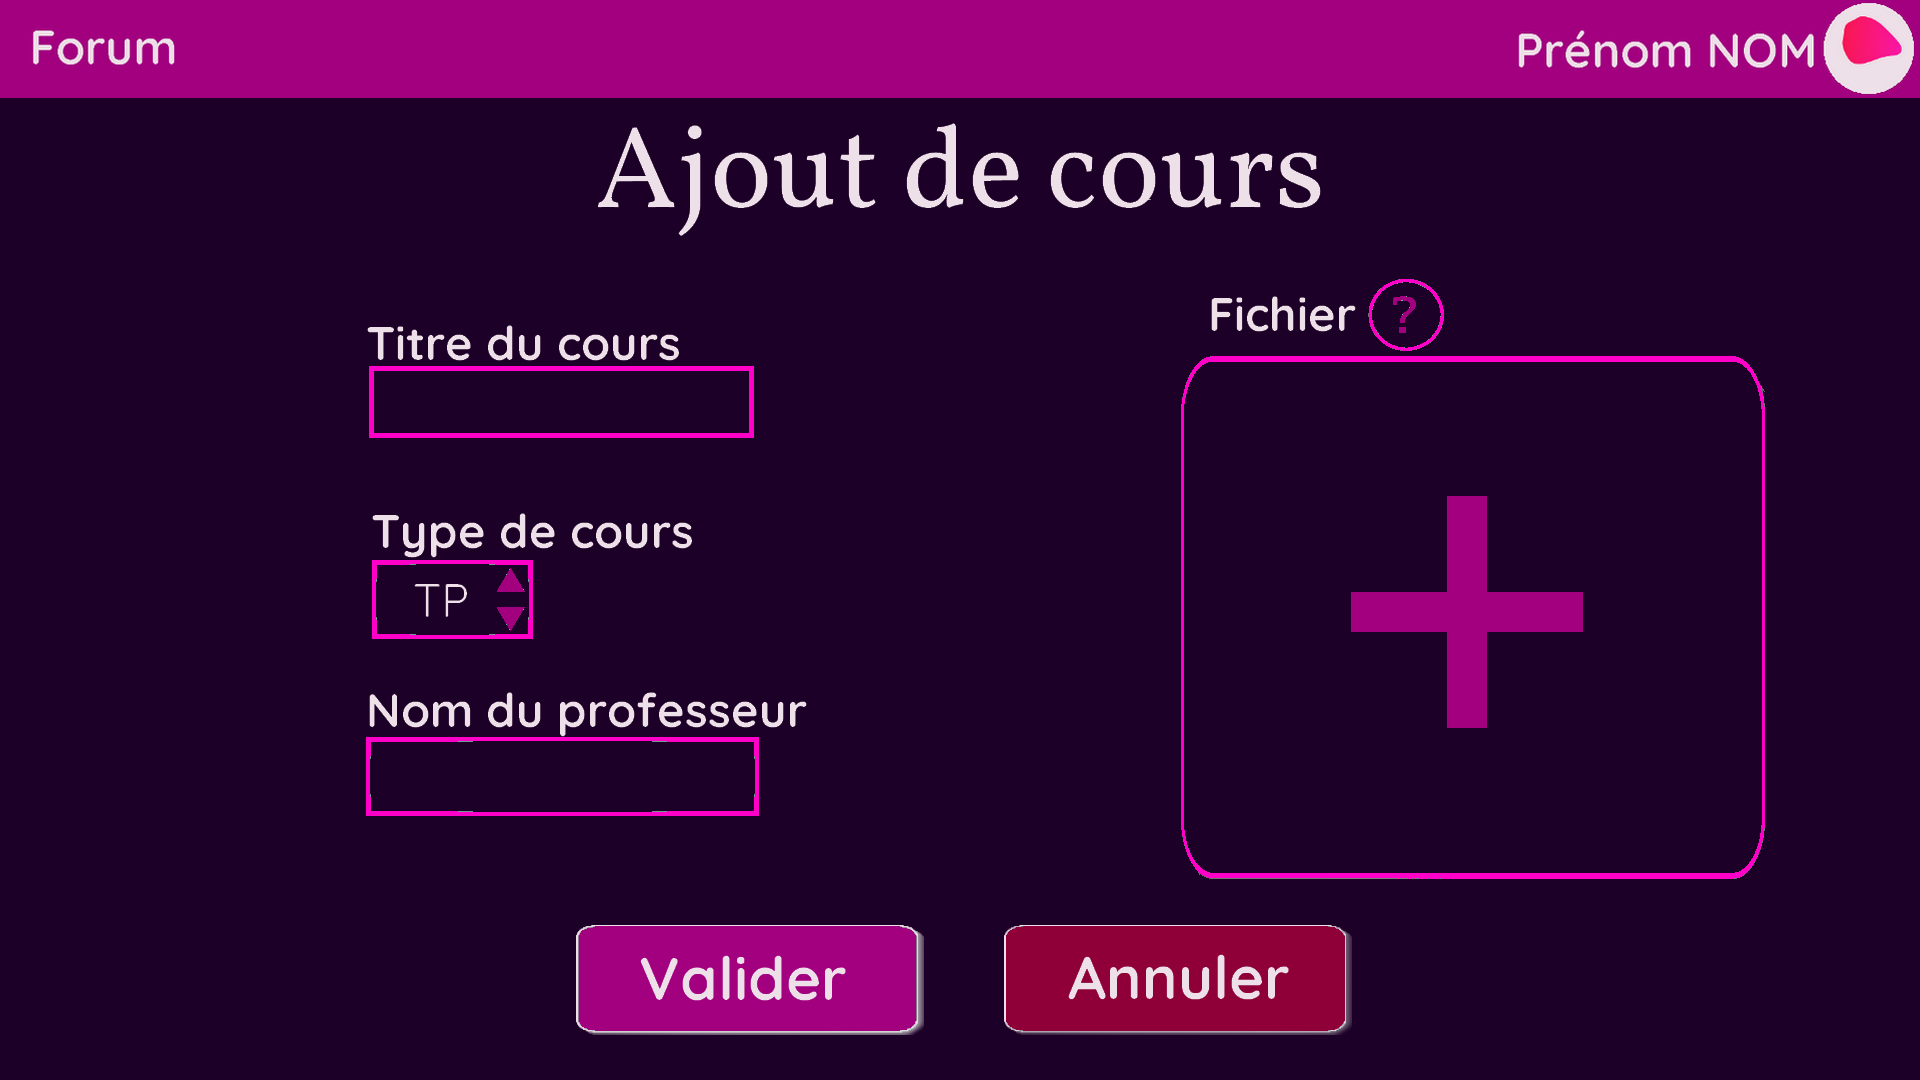 Forum
Prénom NOM
Ajout de cours
Titre du cours
Type de cours
TP
Nom du professeur
Fichier ?
Valider
Annuler